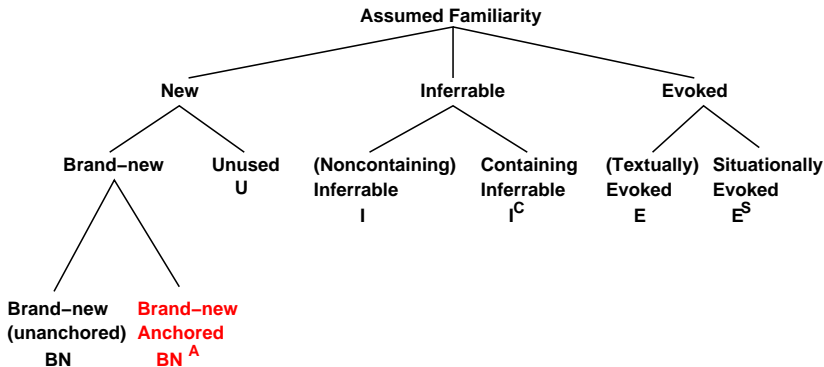 Assumed Familiarity
New
Inferrable
Evoked
Brand−new
Unused
U
(Noncontaining)
Inferrable
I
Containing
Inferrable
I^C
(Textually)
Evoked
E
Situationally
Evoked
E^S
Brand−new
(unanchored)
BN
Brand−new
Anchored
BN^A